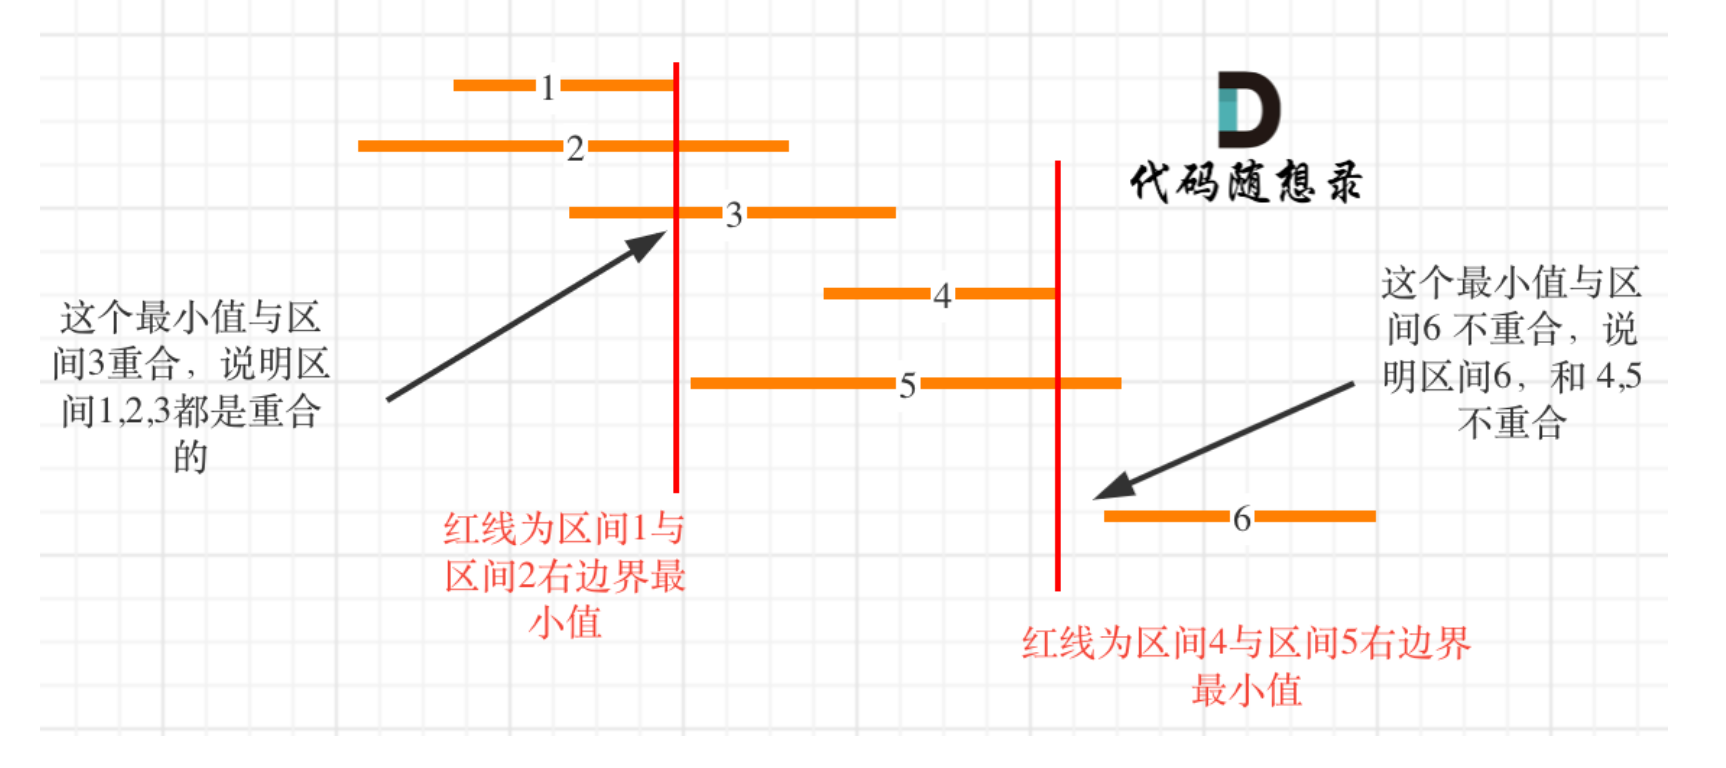 1
2
代码随想录
3
这个最小值与区
间6 不重合，说
明区间6，和 4,5
不重合
4
这个最小值与区
间3重合，说明区
间1,2,3都是重合
的
5
6
红线为区间1与
区间2右边界最
小值
红线为区间4与区间5右边界
最小值